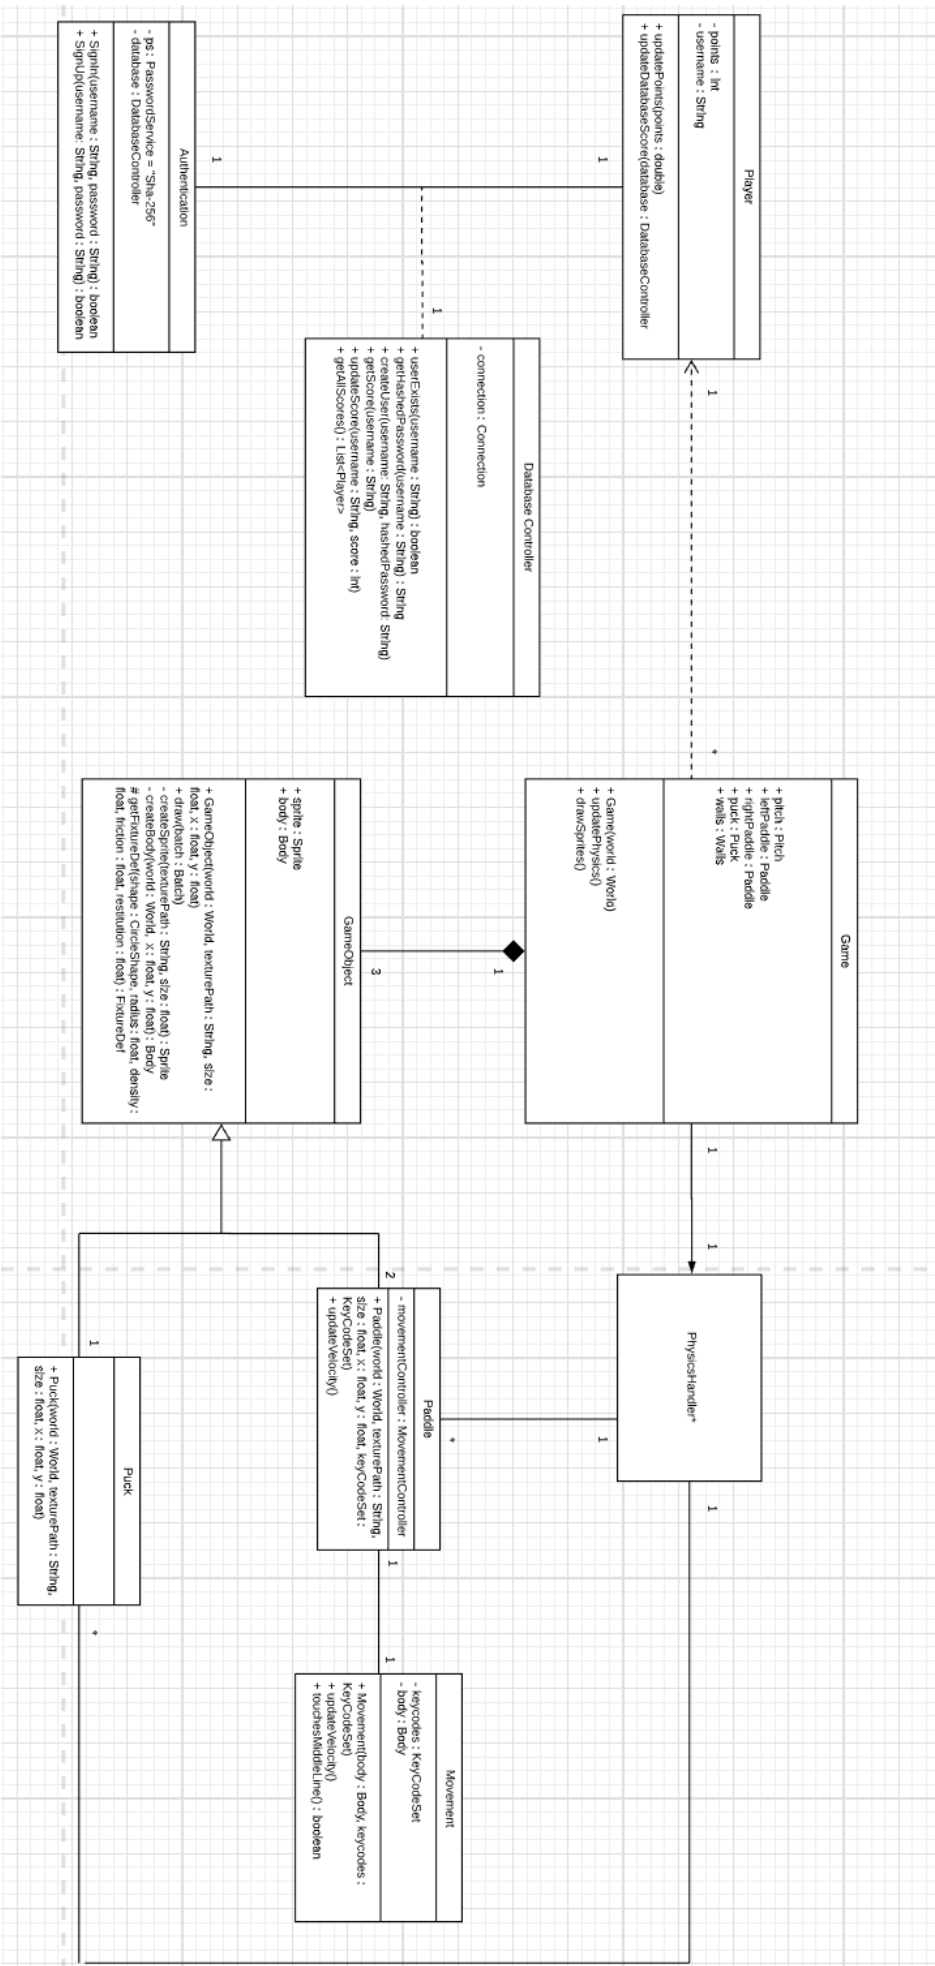 Player
- points : Int
- username : String
+ updatePoints(points : double)
+ updateDatabaseScore(database : DatabaseController
1
1
Authentication
- ps : PasswordService = "Sha-256"
- database : DatabaseController
+ SignIn(username : String, password : String) : boolean
+ SignUp(username: String, password : String) : boolean
1
Database Controller
- connection : Connection
+ userExists(username : String) : boolean
+ getHashedPassword(username : String) : String
+ createUser(username: String, hashedPassword: String)
+ getScore(username : String)
+ updateScore(username : String, score : Int)
+ getAllScores() : List<Player>
1
*
Game
+ pitch : Pitch
+ leftPaddle : Paddle
+ rightPaddle : Paddle
+ puck : Puck
+ walls : Walls
+ Game(world : World)
+ updatePhysics()
+ drawSprites()
1
3
GameObject
+ sprite : Sprite
+ body : Body
+ GameObject(world : World, texturePath : String, size :
float, x : float, y : float)
+ draw(batch : Batch)
- createSprite(texturePath : String, size : float) : Sprite
- createBody(world : World, x : float, y : float) : Body
# getFixtureDef(shape : CircleShape, radius : float, density :
float, friction : float, restitution : float) : FixtureDef
1
1
PhysicsHandler*
1
*
1
2
Paddle
- movementController : MovementController
+ Paddle(world : World, texturePath : String,
size : float, x : float, y : float, keyCodeSet :
KeyCodeSet)
+ updateVelocity()
1
1
Movement
- keycodes : KeyCodeSet
- body : Body
+ Movement(body : Body, keycodes :
KeyCodeSet)
+ updateVelocity()
+ touchesMiddleLine() : boolean
1
Puck
+ Puck(world : World, texturePath : String,
size : float, x : float, y : float)
*